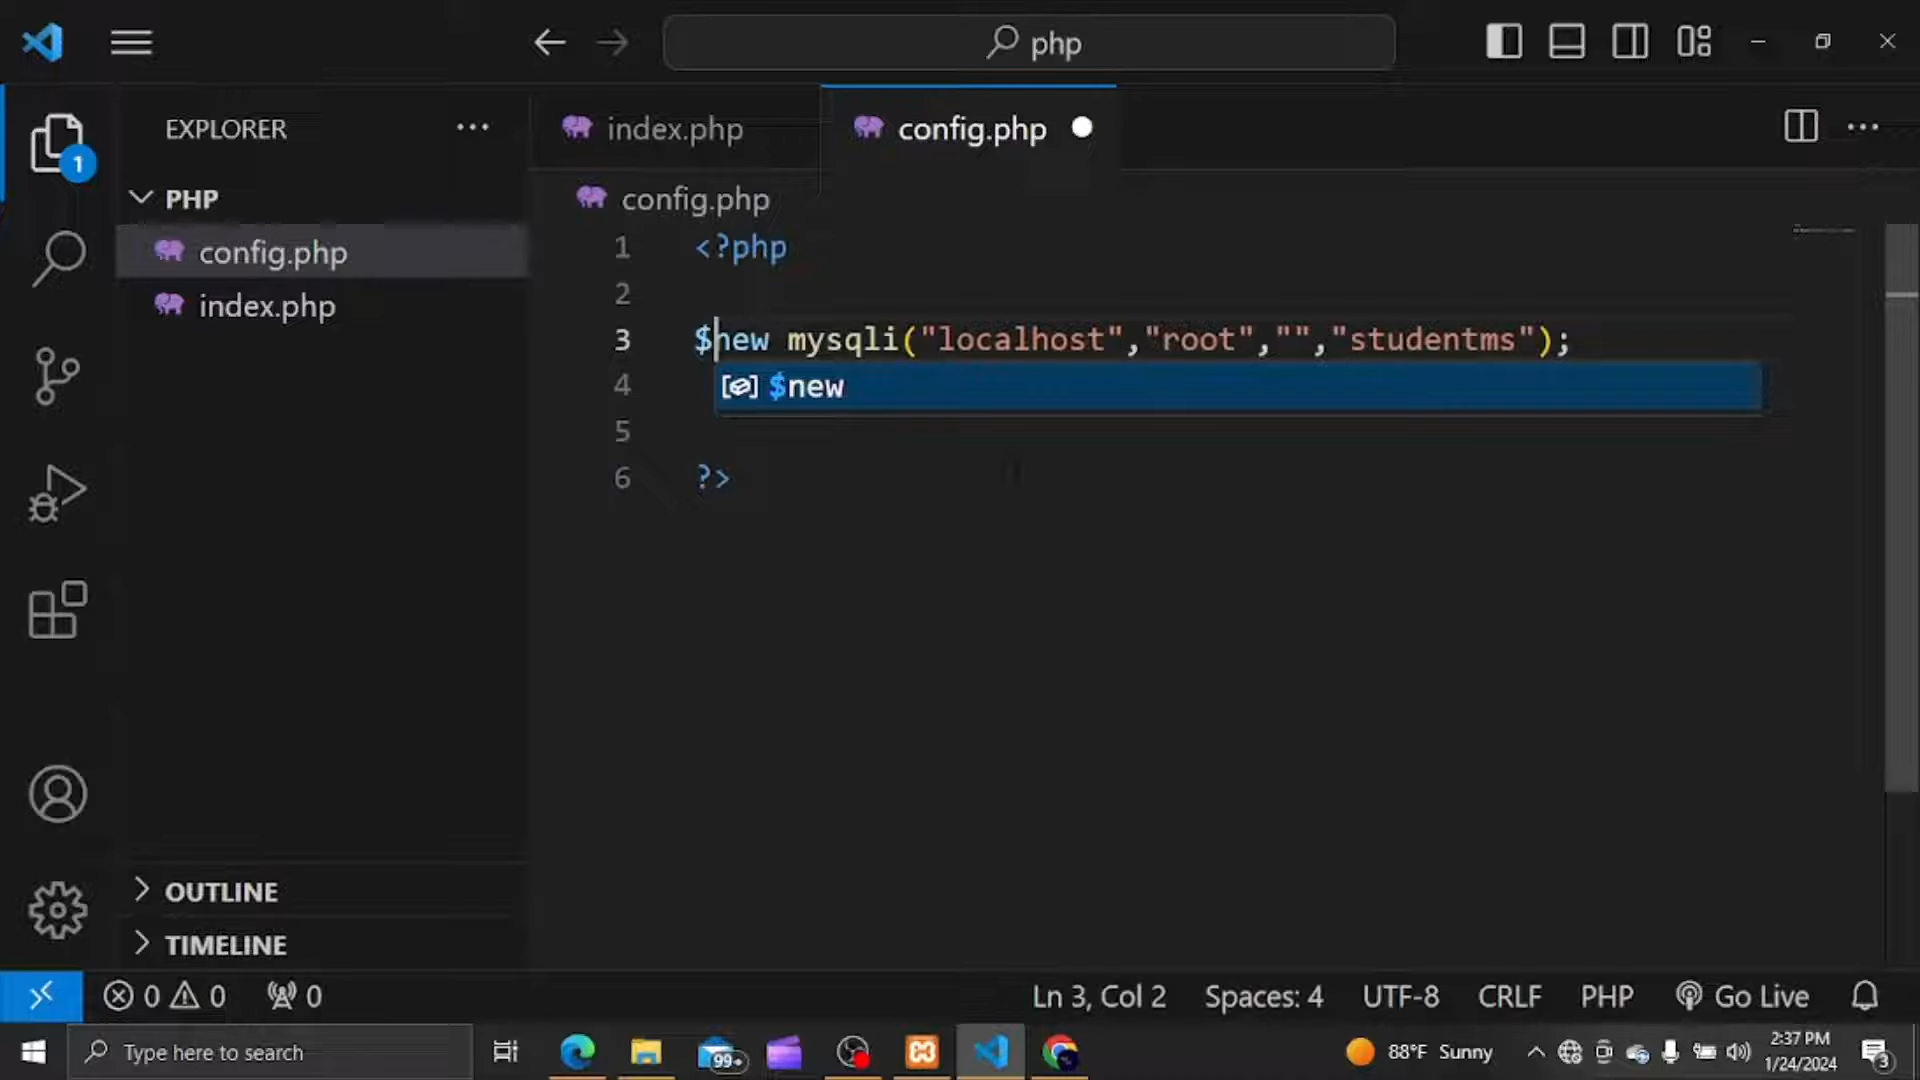 php
EXPLORER
index.php
config.php
1
PHP
config.php
index.php
config.php
1 <?php
2
3 $new mysqli("localhost","root","","studentms");
4 $new
5
6 ?>
OUTLINE
TIMELINE
0 0 0
Ln 3, Col 2 Spaces: 4 UTF-8 CRLF PHP Go Live
Type here to search
99+
88°F Sunny
2:37 PM
1/24/2024
3